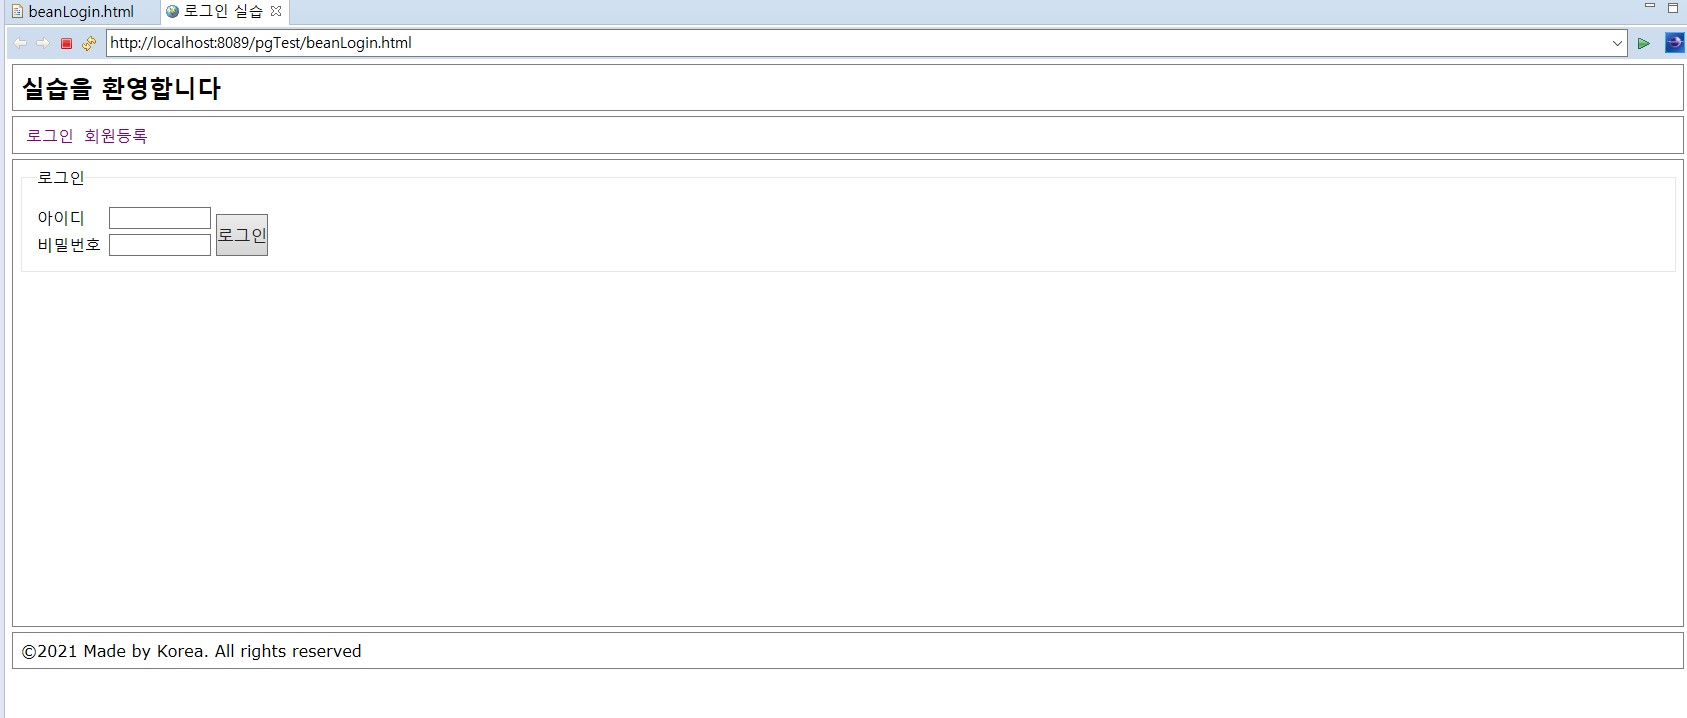 beanLogin.html 로그인 실습
http://localhost:8089/pgTest/beanLogin.html
실습을 환영합니다
로그인 회원등록
로그인
아이디
비밀번호
로그인
©2021 Made by Korea. All rights reserved